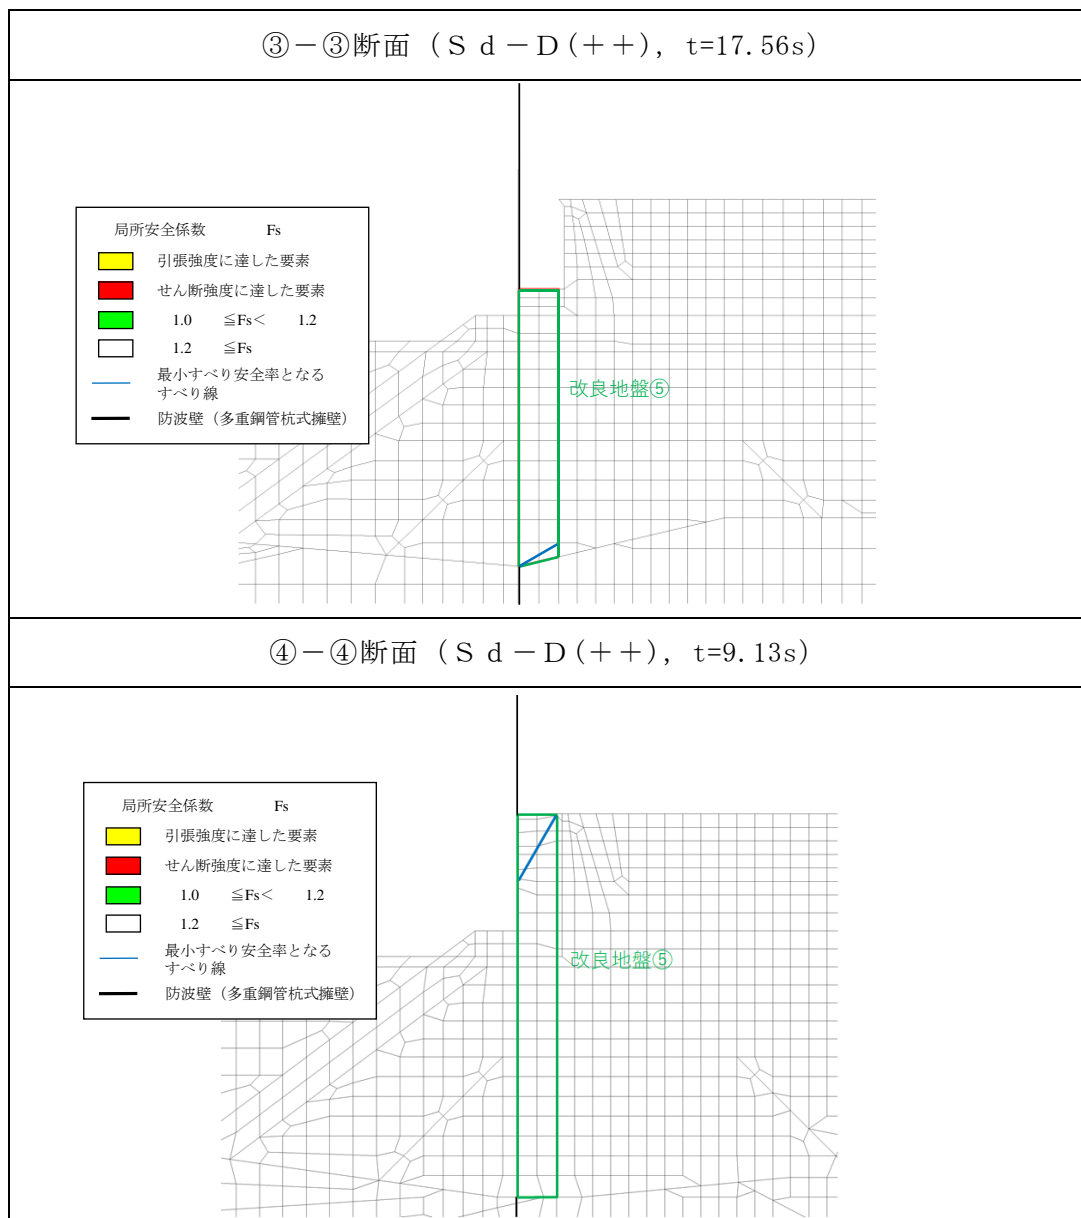 ③－③断面（Ｓｄ－Ｄ(＋＋), t=17.56s）
局所安全係数 Fs
引張強度に達した要素
せん断強度に達した要素
1.0 ≦Fs＜ 1.2
1.2 ≦Fs
最小すべり安全率となる
すべり線
防波壁（多重鋼管杭式擁壁）
改良地盤⑤
④－④断面（Ｓｄ－Ｄ(＋＋), t=9.13s）
局所安全係数 Fs
引張強度に達した要素
せん断強度に達した要素
1.0 ≦Fs＜ 1.2
1.2 ≦Fs
最小すべり安全率となる
すべり線
防波壁（多重鋼管杭式擁壁）
改良地盤⑤